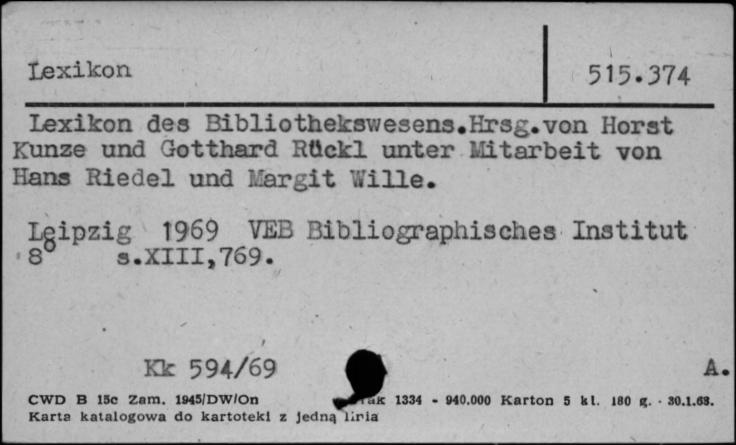 Lexikon
515.374
Lexikon des Bibliothekswesens.Hrsg.von Horst
Kunze und Gotthard Rückl unter Mitarbeit von
Hans Riedel und Margit Wille.
Leipzig 1969 VEB Bibliographisches Institut
8° s.XIII,769.
Kk 594/69
A.
CWD B 15c Zam. 1945/DW/On 1334 - 940.000 Karton 5 kl. 180 g. - 30.1.68.
Karta katalogowa do kartoteki z jedną linią